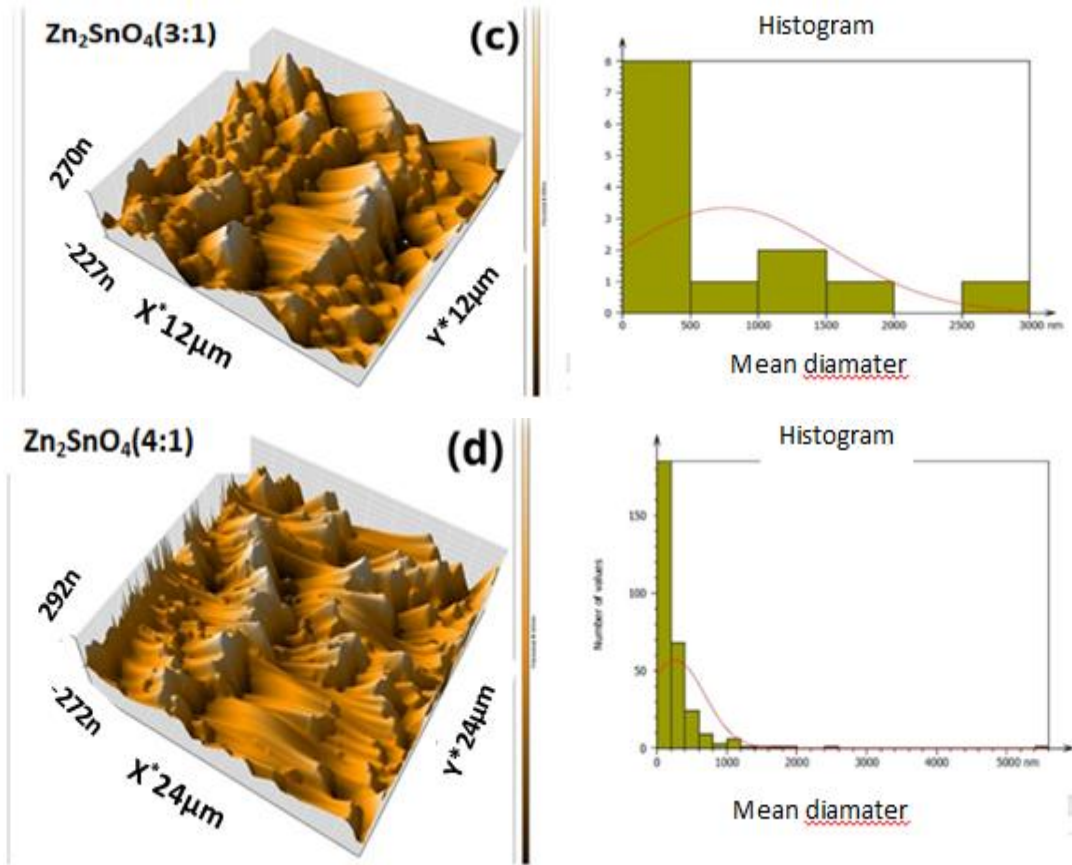 Zn₂SnO₄(3:1)
(c)
270n
-227n
X*12μm
Y*12μm
Histogram
8
7
6
5
4
3
2
1
0
0 500 1000 1500 2000 2500 3000 nm
Mean diamater
Zn₂SnO₄(4:1)
(d)
292n
-272n
X*24μm
Y*24μm
Histogram
Number of values
150
100
50
0
0 1000 2000 3000 4000 5000 nm
Mean diamater